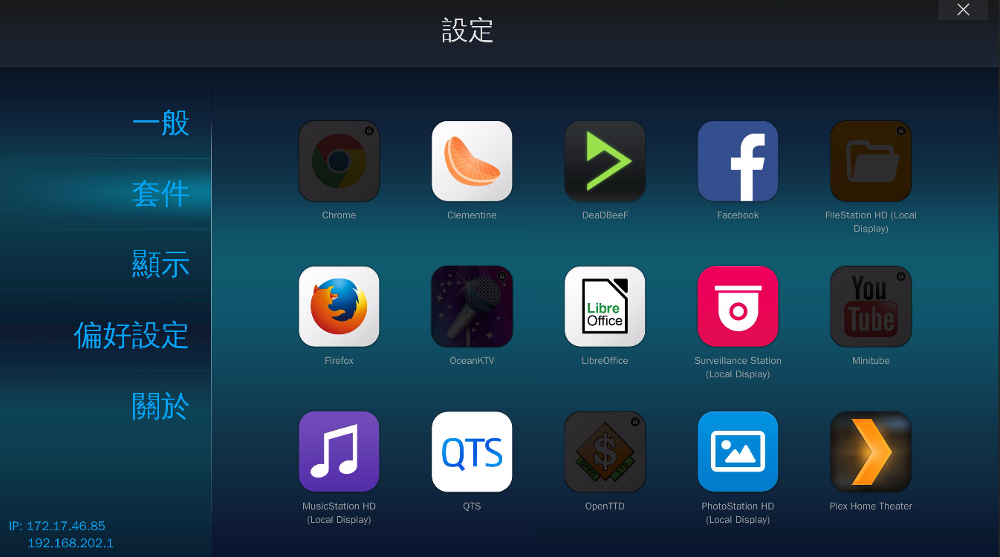 設定
一般
套件
顯示
偏好設定
關於
IP: 172.17.46.85
192.168.202.1
Chrome
Clementine
DeaDBeeF
Facebook
FileStation HD (Local
Display)
Libre
Office
You
Tube
Firefox
OceanKTV
LibreOffice
Surveillance Station
(Local Display)
Minitube
QTS
$
OPEN
TTD
MusicStation HD
(Local Display)
QTS
OpenTTD
PhotoStation HD
(Local Display)
Plex Home Theater